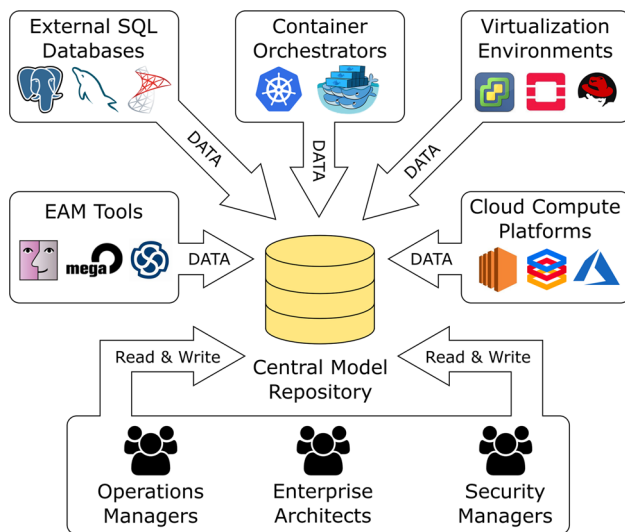 External SQL
Databases
Container
Orchestrators
Virtualization
Environments
DATA
DATA
DATA
EAM Tools
mega
DATA
Cloud Compute
Platforms
DATA
Read & Write
Read & Write
Central Model
Repository
Operations
Managers
Enterprise
Architects
Security
Managers